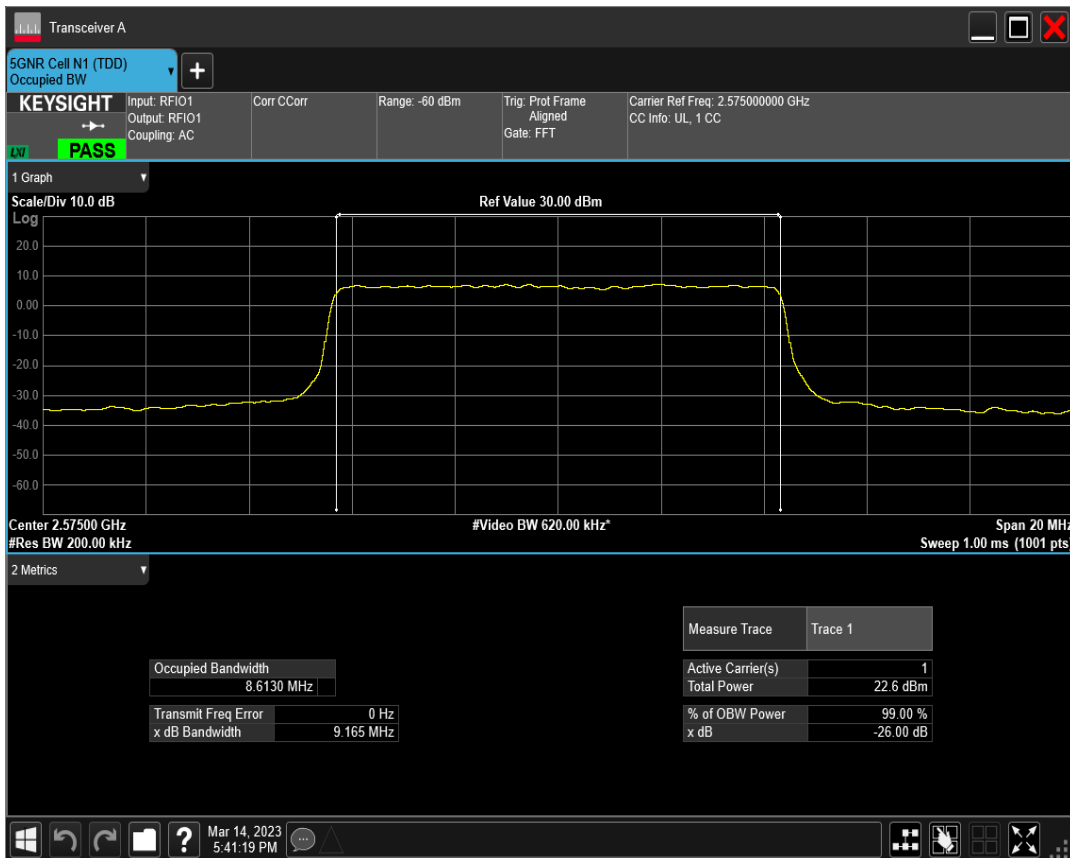 Transceiver A
5GNR Cell N1 (TDD)
Occupied BW
+
KEYSIGHT
LXI
PASS
Input: RFIO1
Output: RFIO1
Coupling: AC
Corr CCorr
Range: -60 dBm
Trig: Prot Frame
Aligned
Gate: FFT
Carrier Ref Freq: 2.575000000 GHz
CC Info: UL, 1 CC
1 Graph
Scale/Div 10.0 dB
Ref Value 30.00 dBm
Log
20.0
10.0
0.00
-10.0
-20.0
-30.0
-40.0
-50.0
-60.0
Center 2.57500 GHz
#Video BW 620.00 kHz*
Span 20 MHz
#Res BW 200.00 kHz
Sweep 1.00 ms (1001 pts)
2 Metrics
Measure Trace Trace 1
Occupied Bandwidth
8.6130 MHz
Active Carrier(s) 1
Total Power 22.6 dBm
Transmit Freq Error 0 Hz
x dB Bandwidth 9.165 MHz
% of OBW Power 99.00 %
x dB -26.00 dB
?
Mar 14, 2023
5:41:19 PM